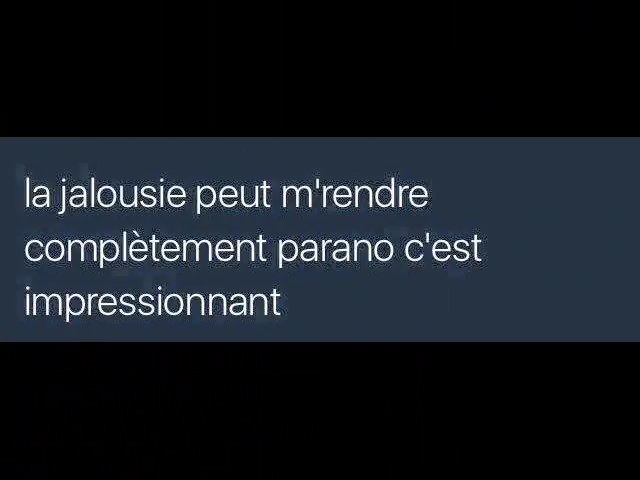 la jalousie peut m'rendre
complètement parano c'est
impressionnant